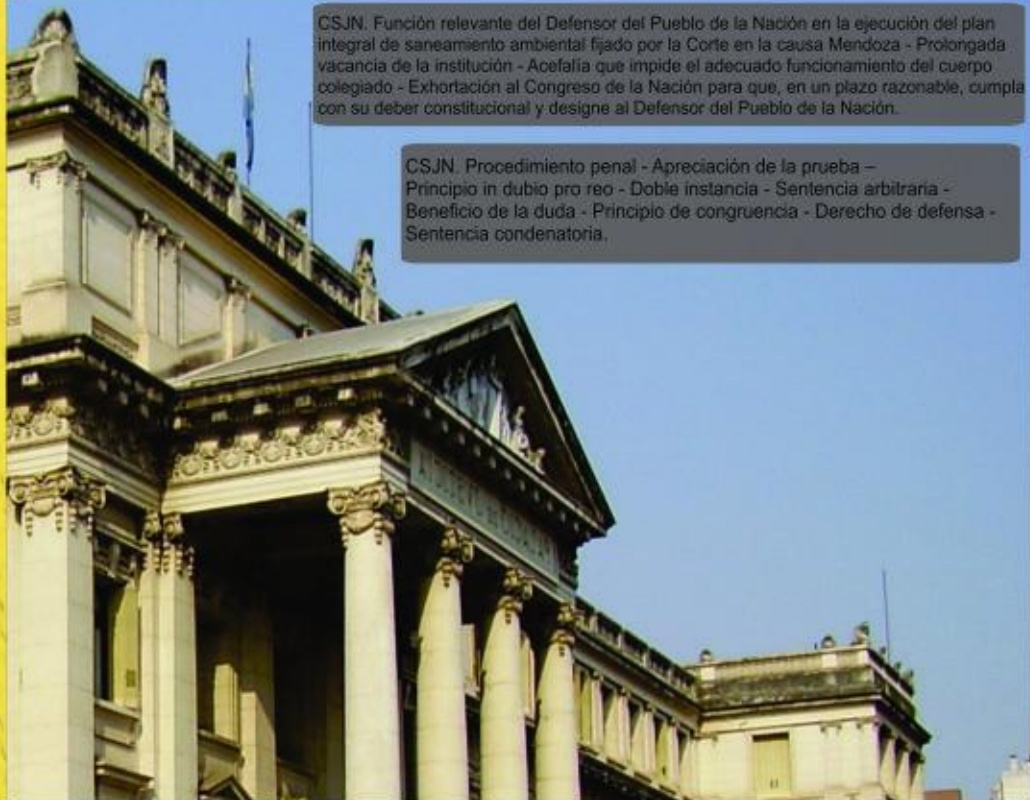 CSJN. Función relevante del Defensor del Pueblo de la Nación en la ejecución del plan
integral de saneamiento ambiental fijado por la Corte en la causa Mendoza - Prolongada
vacancia de la institución - Acefalía que impide el adecuado funcionamiento del cuerpo
colegiado - Exhortación al Congreso de la Nación para que, en un plazo razonable, cumpla
con su deber constitucional y designe al Defensor del Pueblo de la Nación.
CSJN. Procedimiento penal - Apreciación de la prueba –
Principio in dubio pro reo - Doble instancia - Sentencia arbitraria -
Beneficio de la duda - Principio de congruencia - Derecho de defensa -
Sentencia condenatoria.